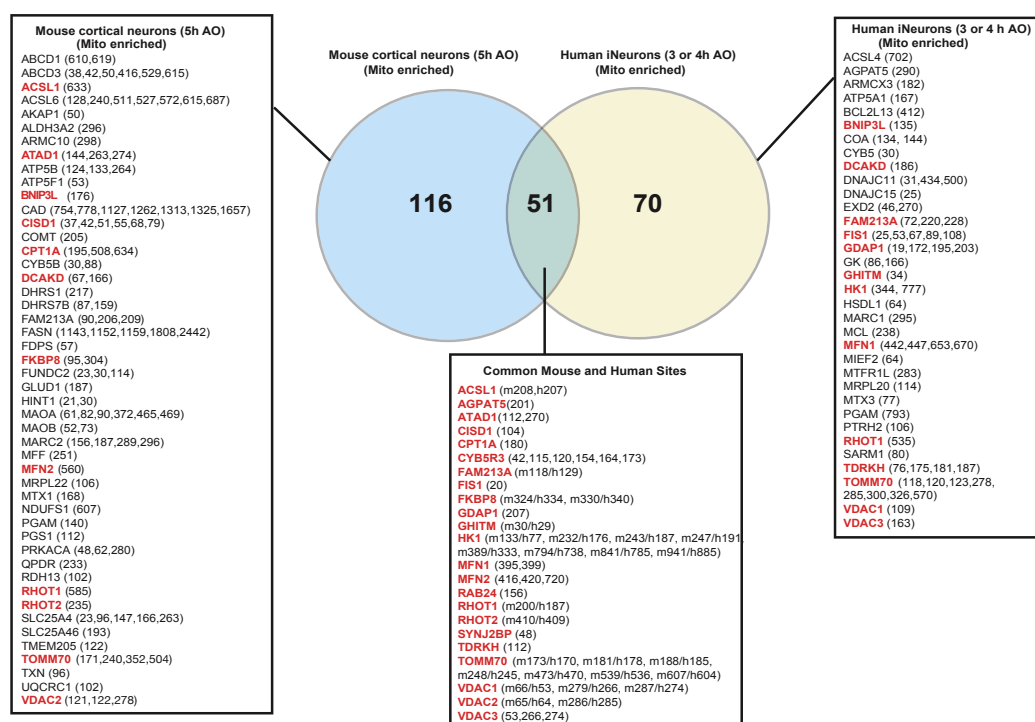 Mouse cortical neurons (5h AO)
(Mito enriched)
ABCD1 (610,619)
ABCD3 (38,42,50,416,529,615)
ACSL1 (633)
ACSL6 (128,240,511,527,572,615,687)
AKAP1 (50)
ALDH3A2 (296)
ARMC10 (298)
ATAD1 (144,263,274)
ATP5B (124,133,264)
ATP5F1 (53)
BNIP3L (176)
CAD (754,778,1127,1262,1313,1325,1657)
CISD1 (37,42,51,55,68,79)
COMT (205)
CPT1A (195,508,634)
CYB5B (30,88)
DCAKD (67,166)
DHRS1 (217)
DHRS7B (87,159)
FAM213A (90,206,209)
FASN (1143,1152,1159,1808,2442)
FDPS (57)
FKBP8 (95,304)
FUNDC2 (23,30,114)
GLUD1 (187)
HINT1 (21,30)
MAOA (61,82,90,372,465,469)
MAOB (52,73)
MARC2 (156,187,289,296)
MFF (251)
MFN2 (560)
MRPL22 (106)
MTX1 (168)
NDUFS1 (607)
PGAM (140)
PGS1 (112)
PRKACA (48,62,280)
QPDR (233)
RDH13 (102)
RHOT1 (585)
RHOT2 (235)
SLC25A4 (23,96,147,166,263)
SLC25A46 (193)
TMEM205 (122)
TOMM70 (171,240,352,504)
TXN (96)
UQCRC1 (102)
VDAC2 (121,122,278)
Mouse cortical neurons (5h AO)
(Mito enriched)
Human iNeurons (3 or 4h AO)
(Mito enriched)
116
51
70
Common Mouse and Human Sites
ACSL1 (m208,h207)
AGPAT5(201)
ATAD1(112,270)
CISD1 (104)
CPT1A (180)
CYB5R3 (42,115,120,154,164,173)
FAM213A (m118/h129)
FIS1 (20)
FKBP8 (m324/h334, m330/h340)
GDAP1 (207)
GHITM (m30/h29)
HK1 (m133/h77, m232/h176, m243/h187, m247/h191,
m389/h333, m794/h738, m841/h785, m941/h885)
MFN1 (395,399)
MFN2 (416,420,720)
RAB24 (156)
RHOT1 (m200/h187)
RHOT2 (m410/h409)
SYNJ2BP (48)
TDRKH (112)
TOMM70 (m173/h170, m181/h178, m188/h185,
m248/h245, m473/h470, m539/h536, m607/h604)
VDAC1 (m66/h53, m279/h266, m287/h274)
VDAC2 (m65/h64, m286/h285)
VDAC3 (53,266,274)
Human iNeurons (3 or 4 h AO)
(Mito enriched)
ACSL4 (702)
AGPAT5 (290)
ARMCX3 (182)
ATP5A1 (167)
BCL2L13 (412)
BNIP3L (135)
COA (134, 144)
CYB5 (30)
DCAKD (186)
DNAJC11 (31,434,500)
DNAJC15 (25)
EXD2 (46,270)
FAM213A (72,220,228)
FIS1 (25,53,67,89,108)
GDAP1 (19,172,195,203)
GK (86,166)
GHITM (34)
HK1 (344, 777)
HSDL1 (64)
MARC1 (295)
MCL (238)
MFN1 (442,447,653,670)
MIEF2 (64)
MTFR1L (283)
MRPL20 (114)
MTX3 (77)
PGAM (793)
PTRH2 (106)
RHOT1 (535)
SARM1 (80)
TDRKH (76,175,181,187)
TOMM70 (118,120,123,278,
285,300,326,570)
VDAC1 (109)
VDAC3 (163)